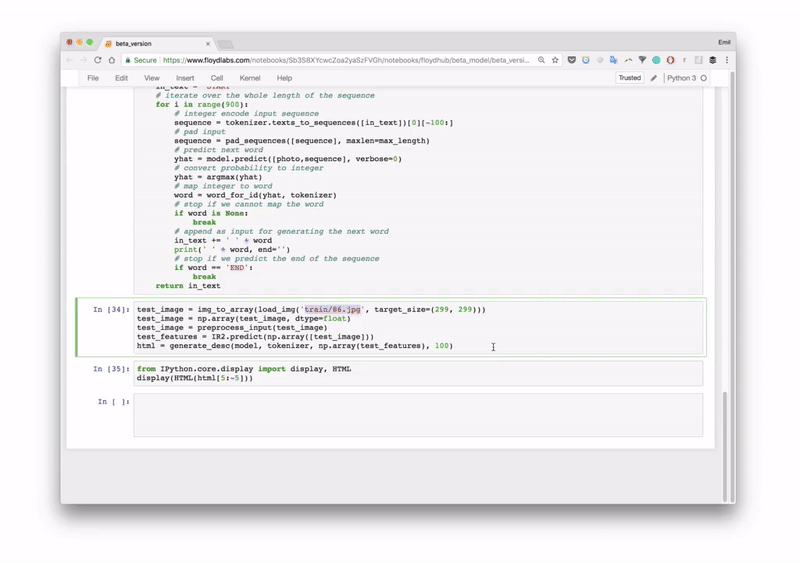 beta_version
Emil
Secure
https://www.floydlabs.com/notebooks/
File Edit View Insert Cell Kernel Help
Trusted
Python 3
# iterate over the whole length of the sequence
for i in range(900):
# integer encode input sequence
sequence = tokenizer.texts_to_sequences([in_text])[0][-100:]
# pad input
sequence = pad_sequences([sequence], maxlen=max_length)
# predict next word
yhat = model.predict([photo,sequence], verbose=0)
# convert probability to integer
yhat = argmax(yhat)
# map integer to word
word = word_for_id(yhat, tokenizer)
# stop if we cannot map the word
if word is None:
break
# append as input for generating the next word
in_text += ' ' + word
print(' ' + word, end='')
# stop if we predict the end of the sequence
if word == 'END':
break
return in_text
In [34]: test_image = img_to_array(load_img('train/86.jpg', target_size=(299, 299)))
test_image = np.array(test_image, dtype=float)
test_image = preprocess_input(test_image)
test_features = IR2.predict(np.array([test_image]))
html = generate_desc(model, tokenizer, np.array(test_features), 100)
In [35]: from IPython.core.display import display, HTML
display(HTML(html[5:-5]))
In [ ]: